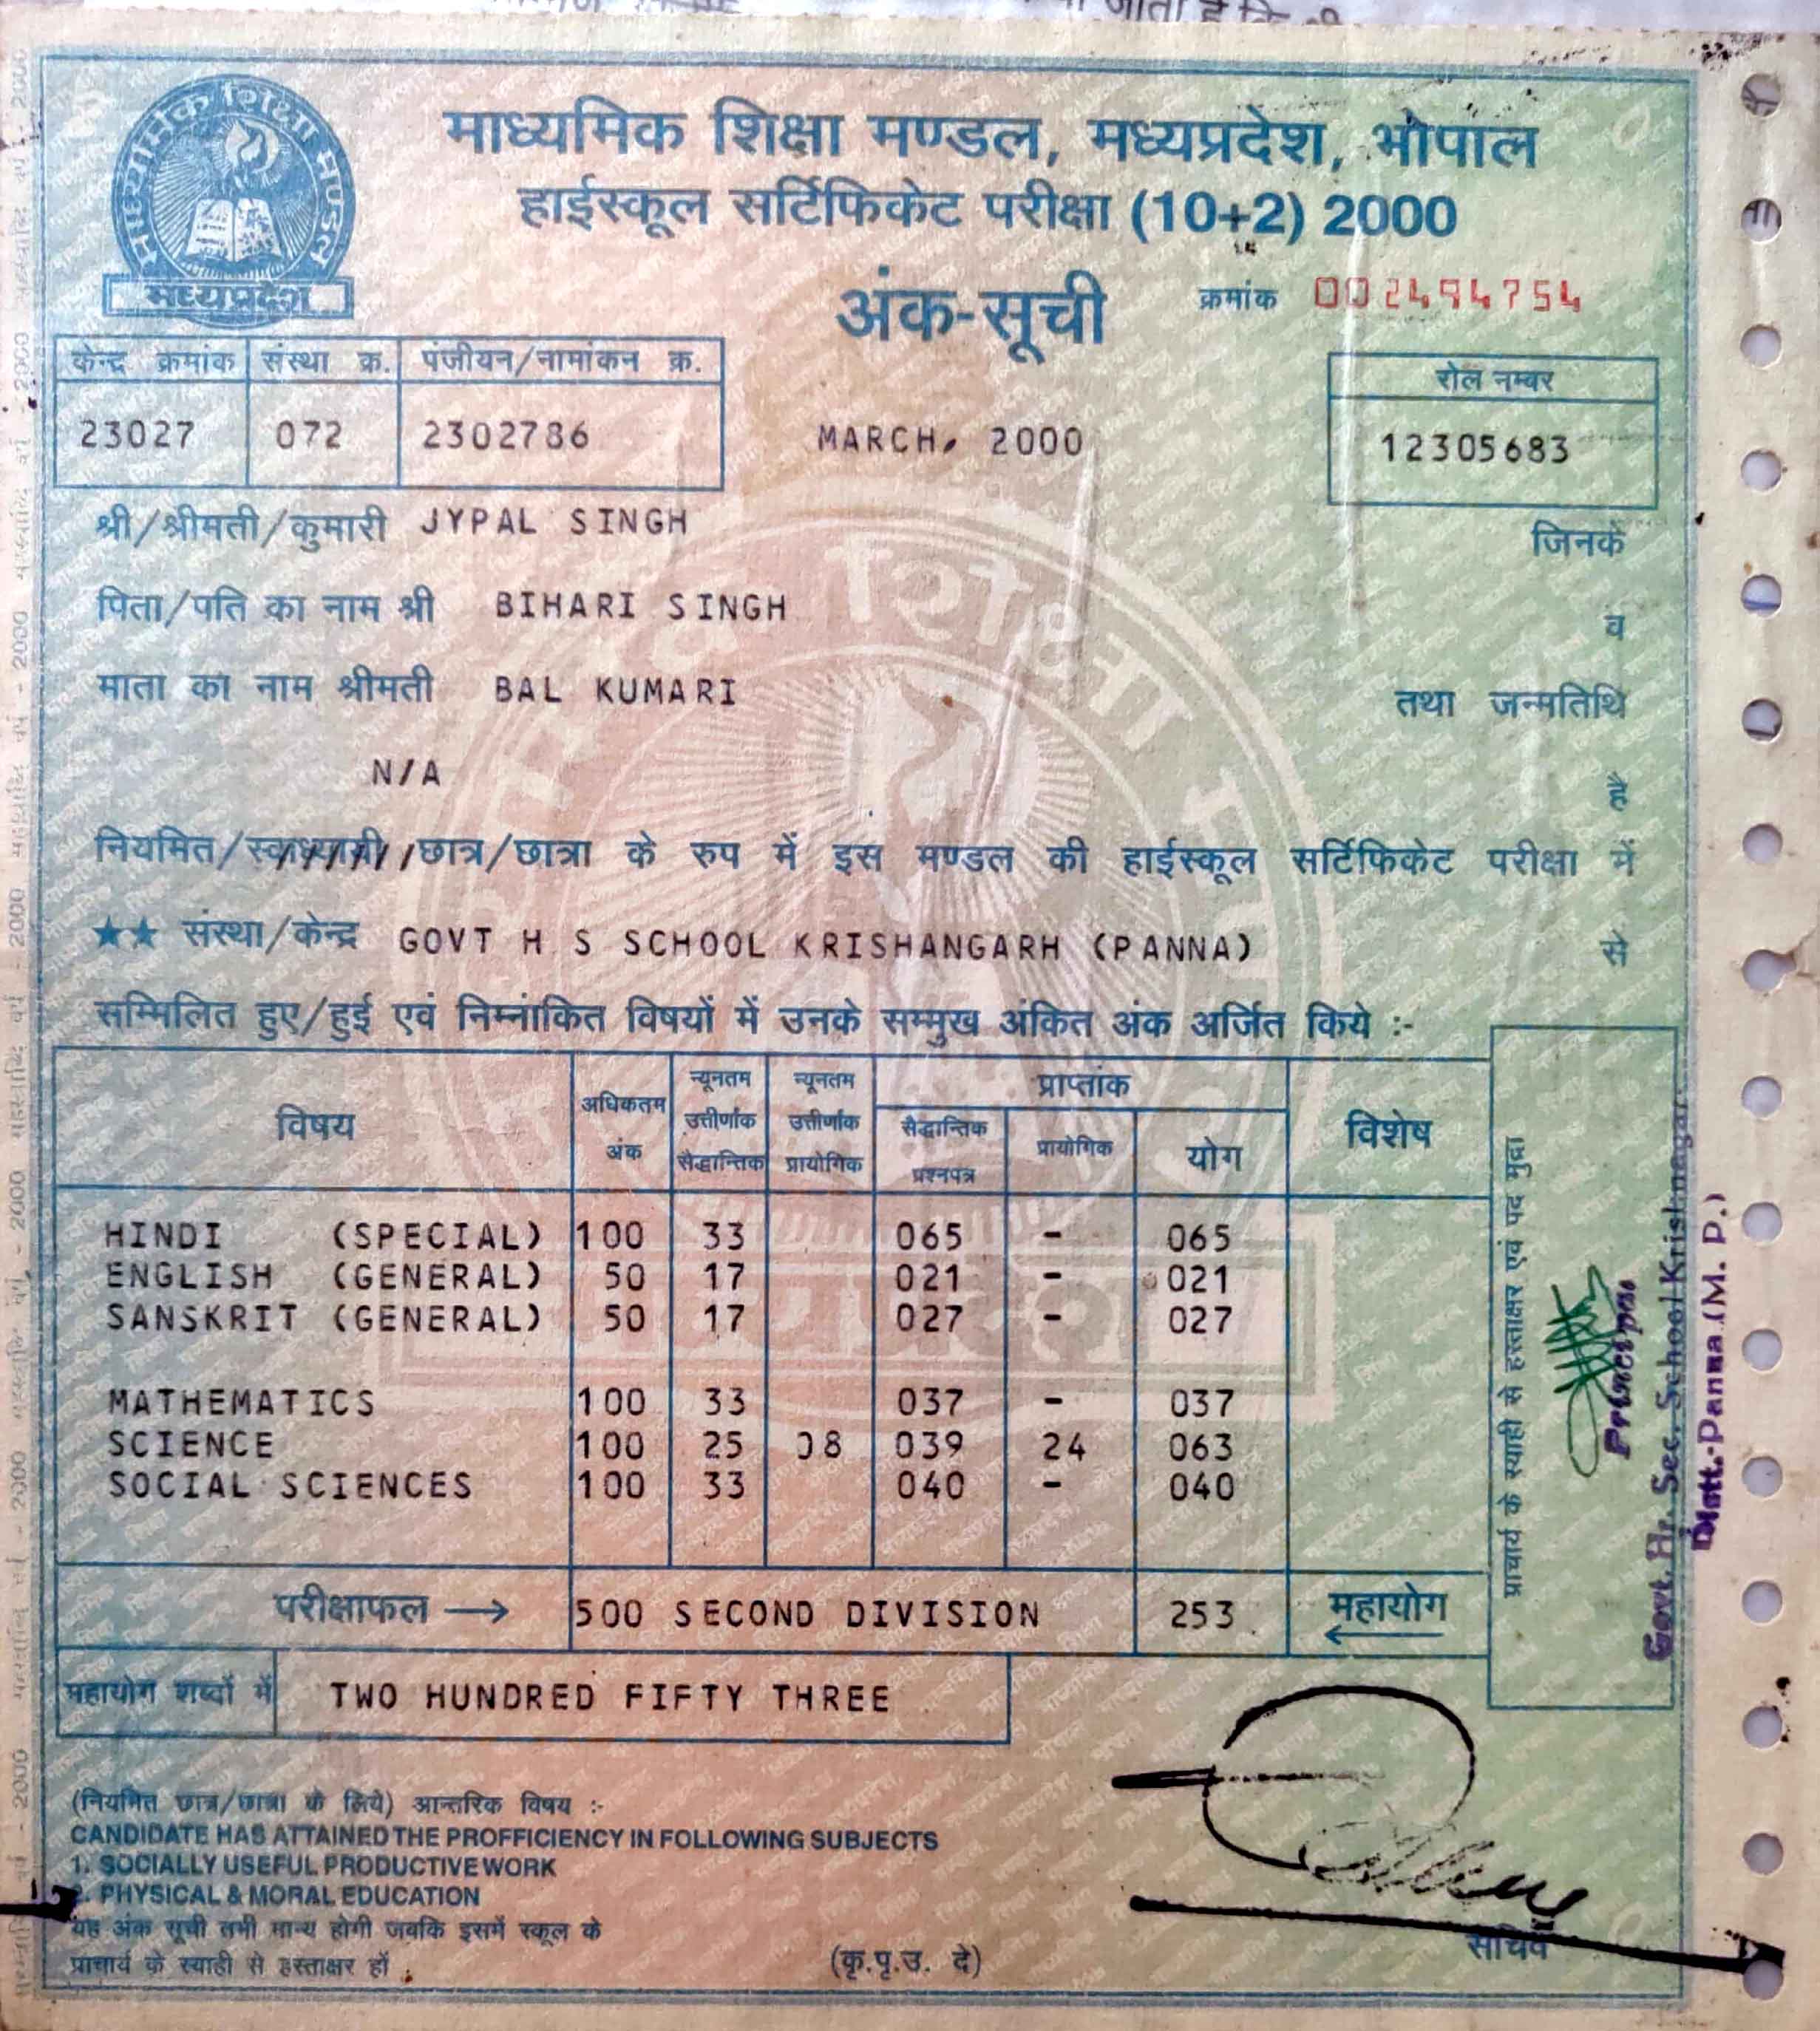 माध्यमिक शिक्षा मण्डल
मध्यप्रदेश
माध्यमिक शिक्षा मण्डल, मध्यप्रदेश, भोपाल
हाईस्कूल सर्टिफिकेट परीक्षा (10+2) 2000
अंक-सूची
क्रमांक 002494754
केन्द्र क्रमांक संस्था क्र. पंजीयन/नामांकन क्र.
23027 072 2302786
MARCH, 2000
रोल नम्बर
12305683
श्री/श्रीमती/कुमारी JYPAL SINGH जिनके
पिता/पति का नाम श्री BIHARI SINGH व
माता का नाम श्रीमती BAL KUMARI तथा जन्मतिथि
N/A है
नियमित/स्वाध्यायी/छात्र/छात्रा के रुप में इस मण्डल की हाईस्कूल सर्टिफिकेट परीक्षा में
★★ संस्था/केन्द्र GOVT H S SCHOOL KRISHANGARH (PANNA) से
सम्मिलित हुए/हुई एवं निम्नांकित विषयों में उनके सम्मुख अंकित अंक अर्जित किये :-
विषय अधिकतम अंक न्यूनतम उत्तीर्णांक सैद्धान्तिक न्यूनतम उत्तीर्णांक प्रायोगिक प्राप्तांक सैद्धान्तिक प्रश्नपत्र प्रायोगिक योग विशेष
HINDI (SPECIAL) 100 33 065 - 065
ENGLISH (GENERAL) 50 17 021 - 021
SANSKRIT (GENERAL) 50 17 027 - 027
MATHEMATICS 100 33 037 - 037
SCIENCE 100 25 08 039 24 063
SOCIAL SCIENCES 100 33 040 - 040
परीक्षाफल → 500 SECOND DIVISION 253 महायोग ←
महायोग शब्दों में TWO HUNDRED FIFTY THREE
प्राचार्य के स्याही से हस्ताक्षर एवं पद मुद्रा
Principal
Govt. Hr. Sec. School Krishnagar
Distt.-Panna (M. P.)
(नियमित छात्र/छात्रा के लिये) आन्तरिक विषय :-
CANDIDATE HAS ATTAINED THE PROFFICIENCY IN FOLLOWING SUBJECTS
1. SOCIALLY USEFUL PRODUCTIVE WORK
2. PHYSICAL & MORAL EDUCATION
यह अंक सूची तभी मान्य होगी जबकि इसमें स्कूल के
प्राचार्य के स्याही से हस्ताक्षर हों
(कृ.पृ.उ. दे)
सचिव